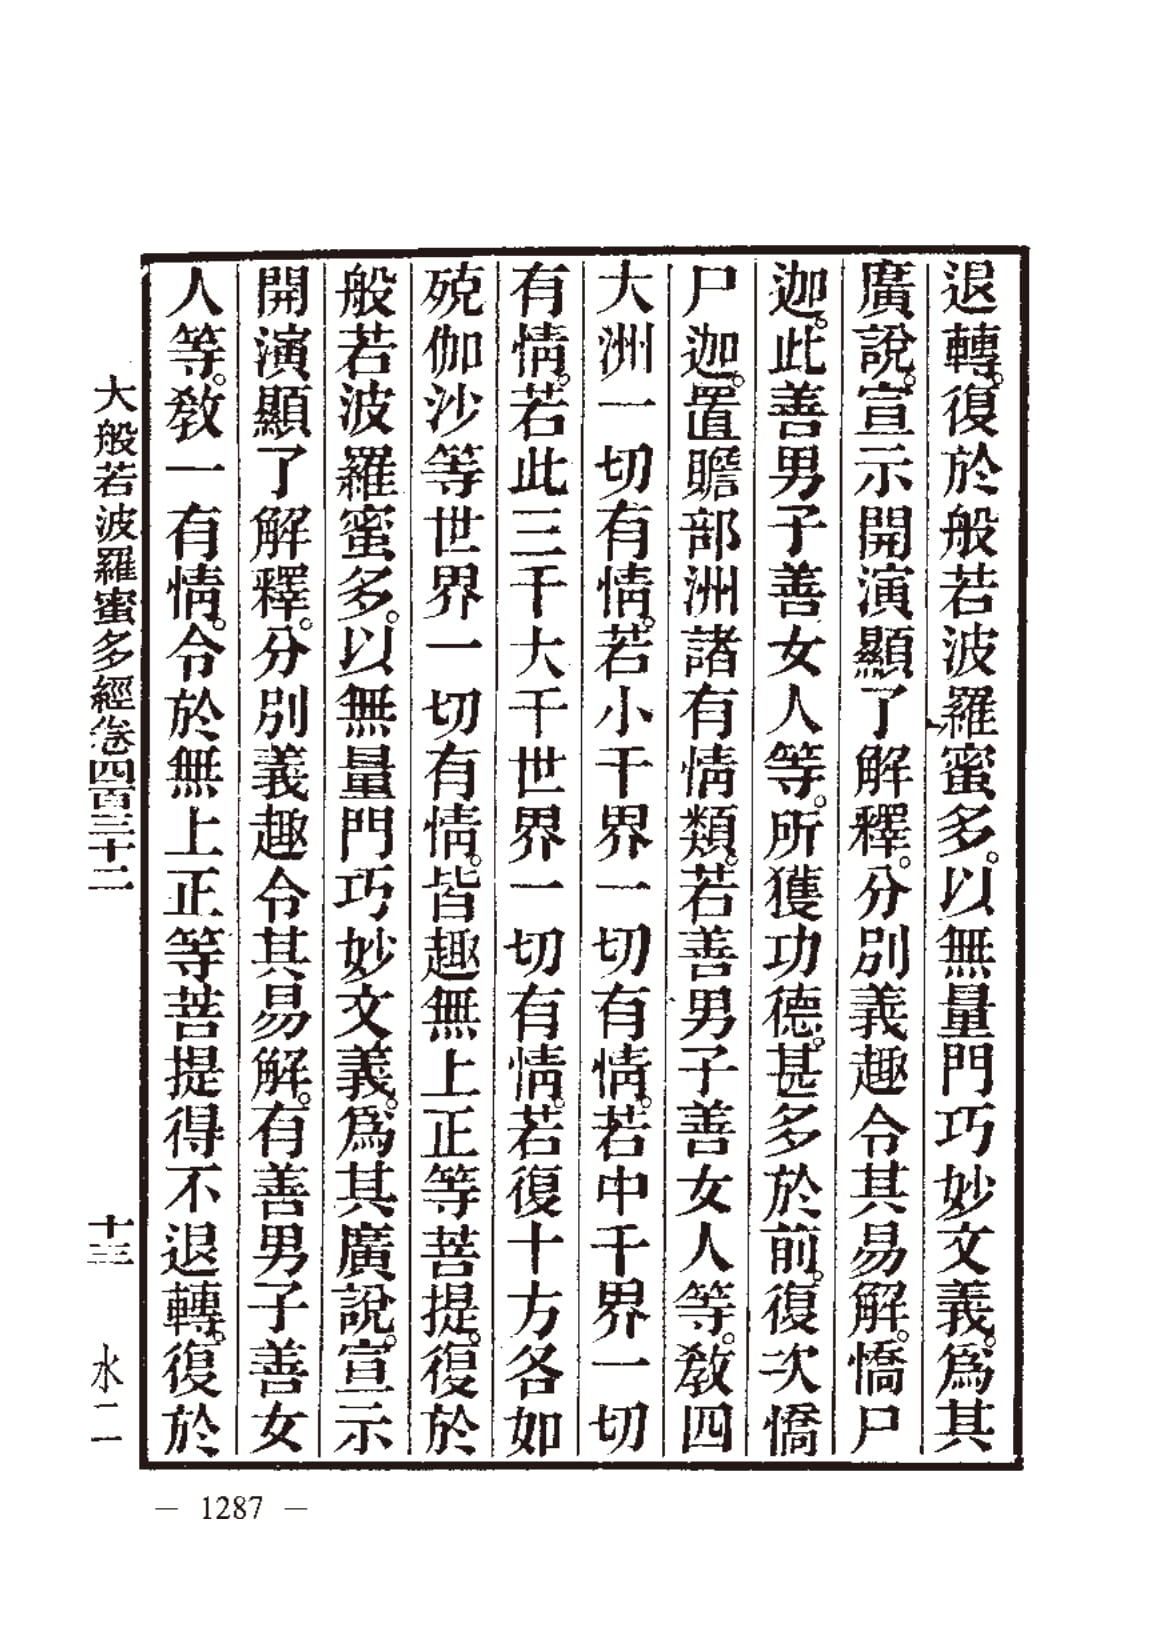 退轉。復於般若波羅蜜多。以無量門巧妙文義。爲其
廣說。宣示開演顯了解釋。分別義趣令其易解。憍尸
迦。此善男子善女人等。所獲功德。甚多於前。復次憍
尸迦。置贍部洲諸有情類。若善男子善女人等。敎四
大洲一切有情。若小千界一切有情。若中千界一切
有情。若此三千大千世界一切有情。若復十方各如
殑伽沙等世界一切有情。皆趣無上正等菩提。復於
般若波羅蜜多。以無量門巧妙文義。爲其廣說。宣示
開演顯了解釋。分別義趣令其易解。有善男子善女
人等。敎一有情。令於無上正等菩提得不退轉。復於
大般若波羅蜜多經卷四百三十二 十三 水二
— 1287 —